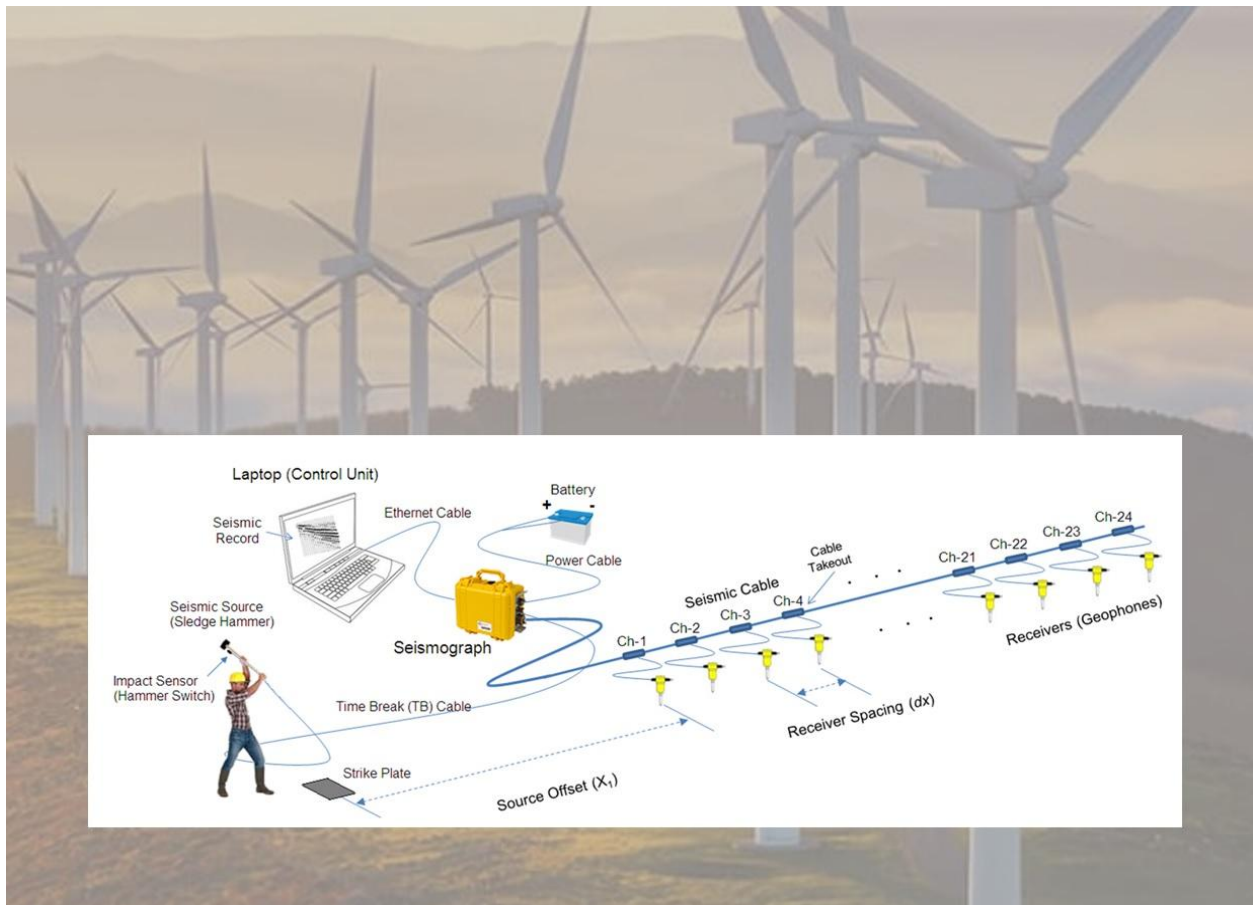 Laptop (Control Unit)
Seismic
Record
Ethernet Cable
Battery
+ -
Power Cable
Seismograph
Seismic Source
(Sledge Hammer)
Impact Sensor
(Hammer Switch)
Time Break (TB) Cable
Strike Plate
Source Offset (X₁)
Seismic Cable
Cable
Takeout
Ch-1
Ch-2
Ch-3
Ch-4
. . .
Ch-21
Ch-22
Ch-23
Ch-24
. . .
Receivers (Geophones)
Receiver Spacing (dx)